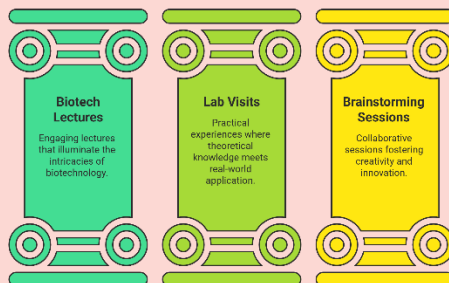 Biotech
Lectures
Engaging lectures
that illuminate the
intricacies of
biotechnology.
Lab Visits
Practical
experiences where
theoretical
knowledge meets
real-world
application.
Brainstorming
Sessions
Collaborative
sessions fostering
creativity and
innovation.